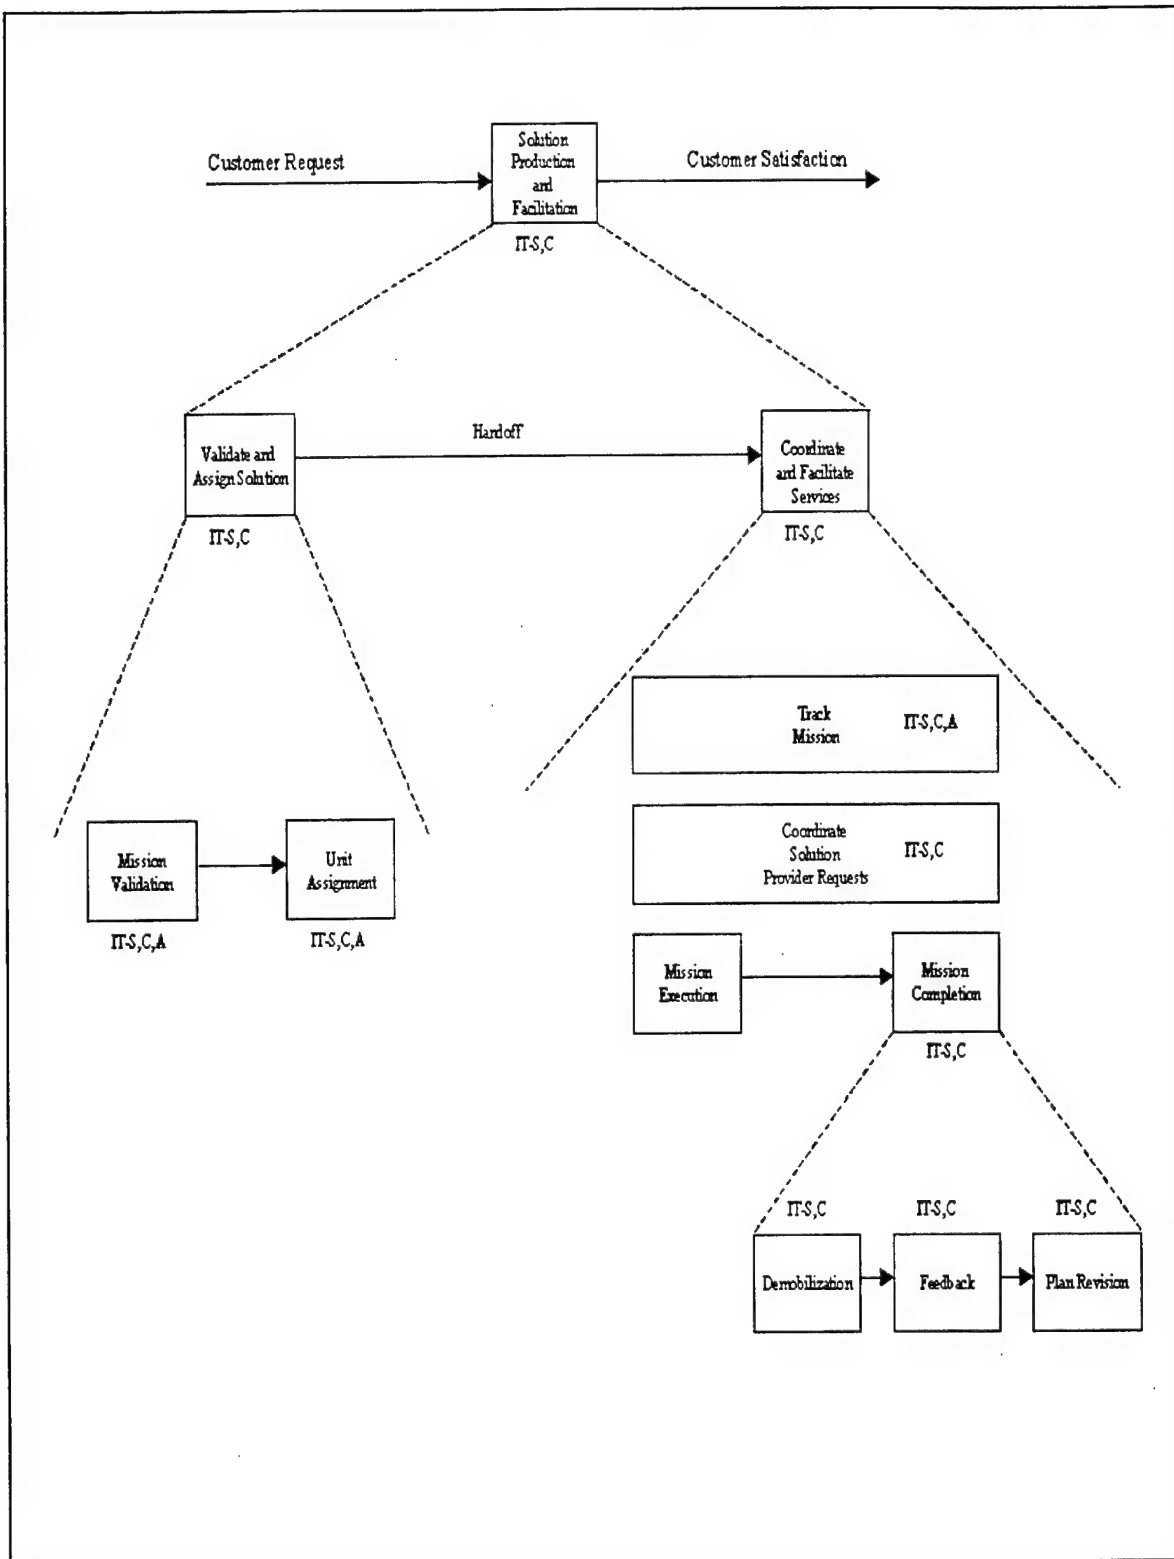 Customer Request
Solution
Production
and
Facilitation
Customer Satisfaction
IT-S,C
Validate and
Assign Solution
Handoff
Coordinate
and Facilitate
Services
IT-S,C
IT-S,C
Track
Mission
IT-S,C,A
Coordinate
Solution
Provider Requests
IT-S,C
Mission
Validation
Unit
Assignment
IT-S,C,A
IT-S,C,A
Mission
Execution
Mission
Completion
IT-S,C
IT-S,C
IT-S,C
IT-S,C
Demobilization
Feedback
Plan Revision